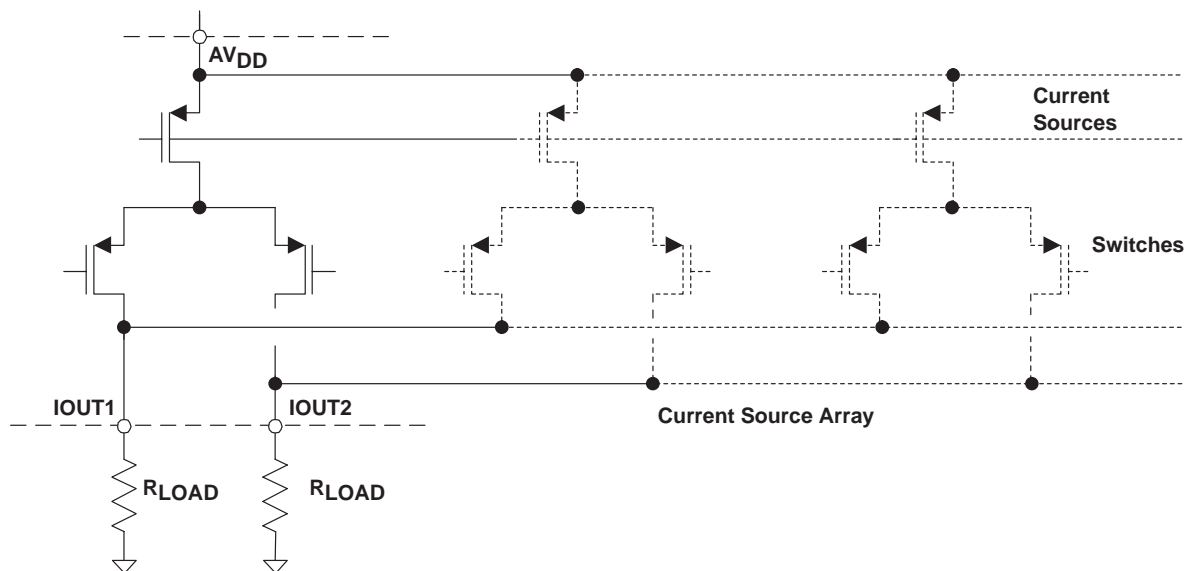 AVDD
Current
Sources
Switches
IOUT1
IOUT2
Current Source Array
RLOAD
RLOAD